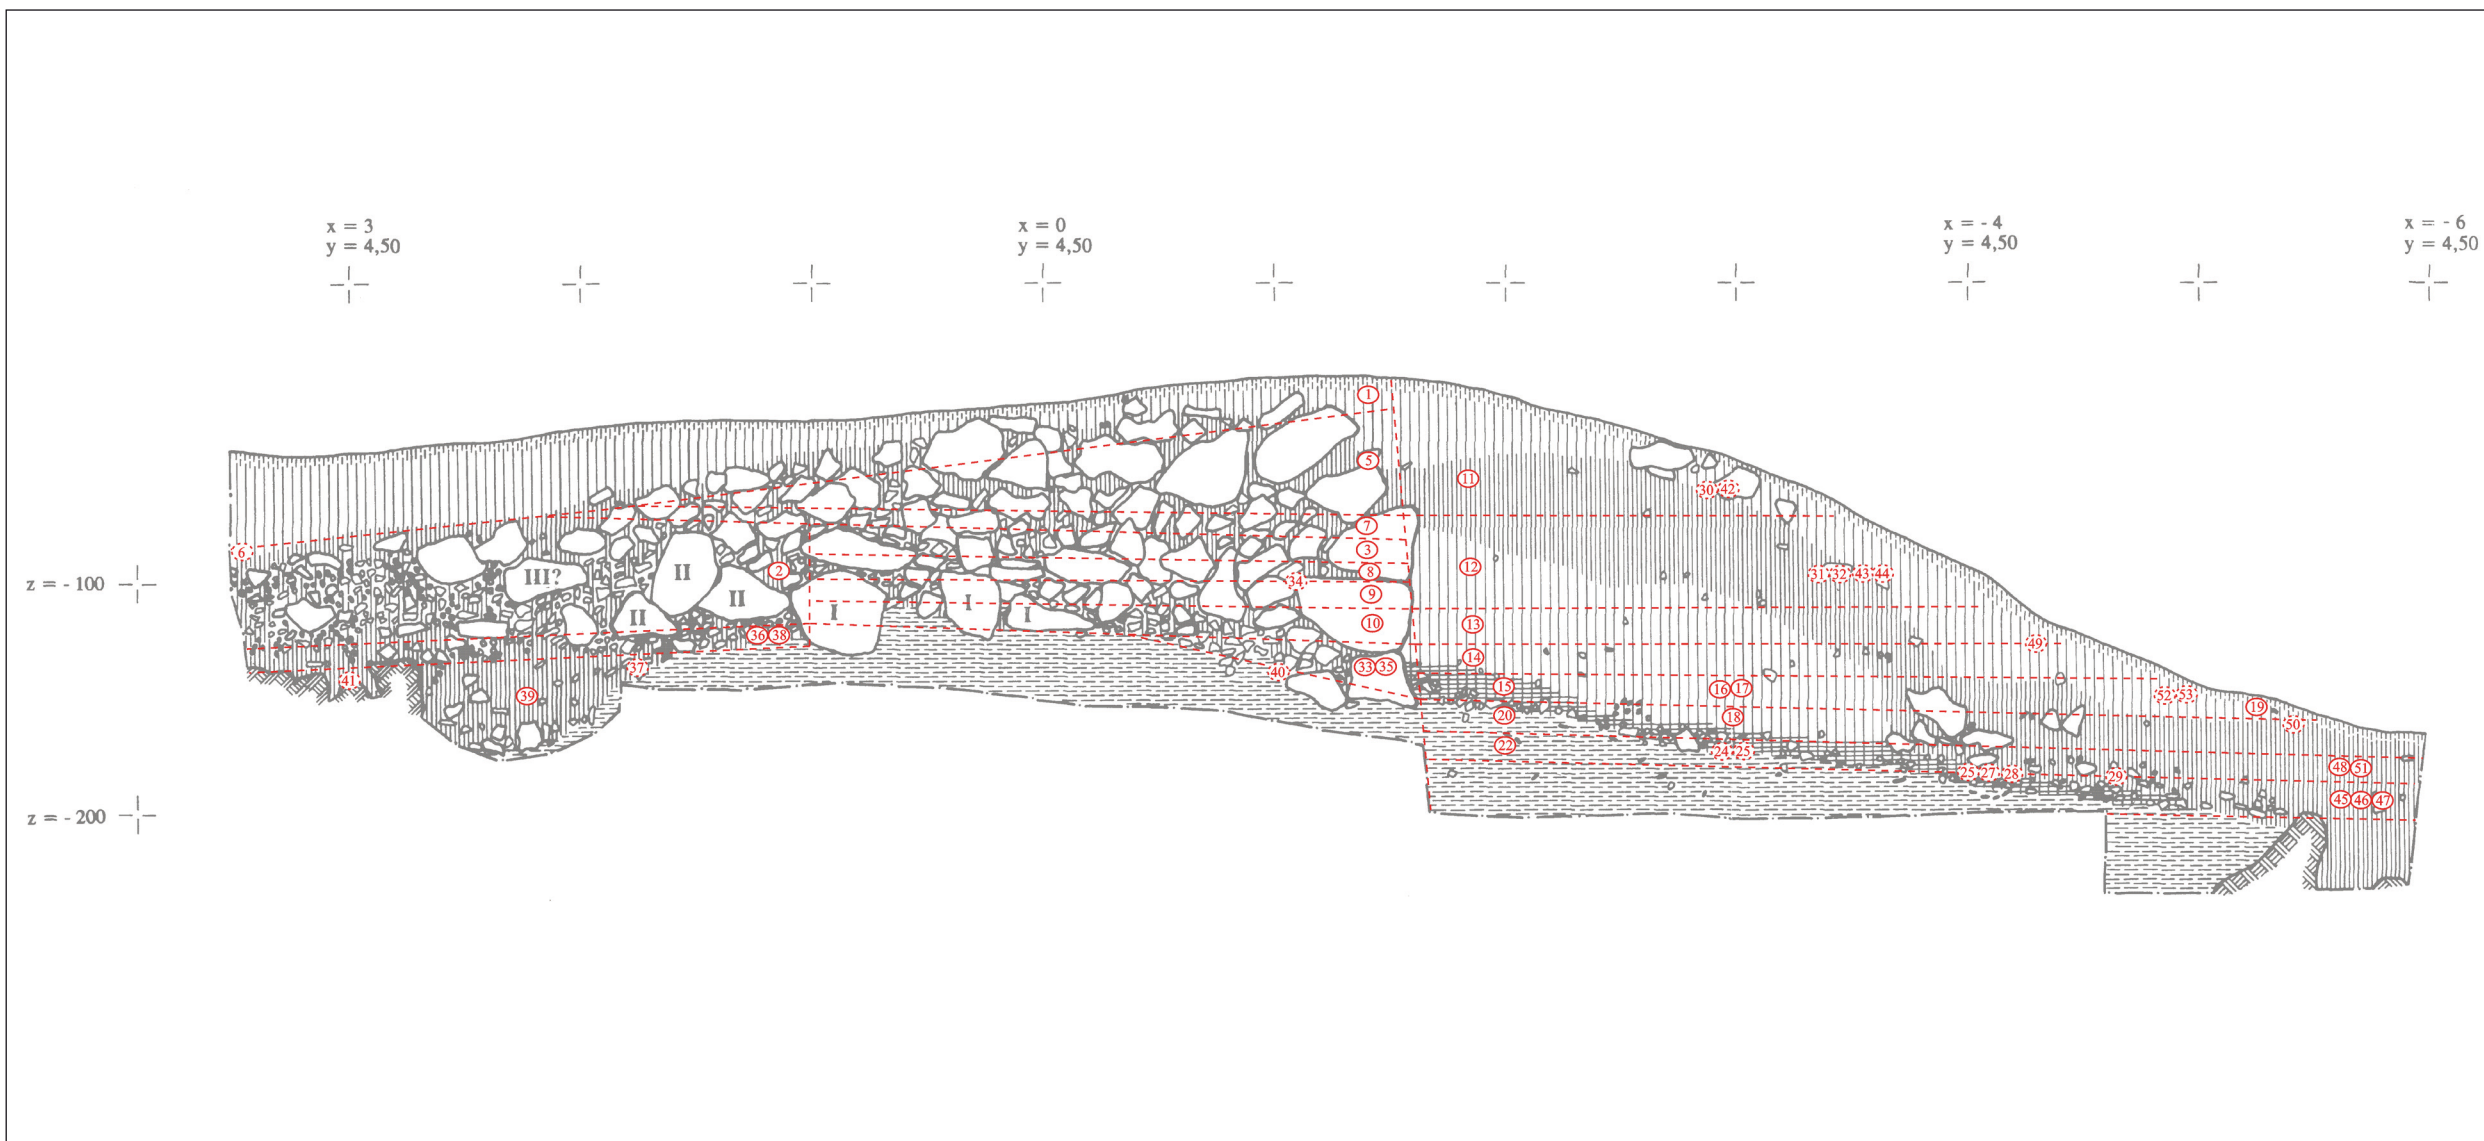 x = 3
y = 4,50
x = 0
y = 4,50
x = - 4
y = 4,50
x = - 6
y = 4,50
z = - 100
z = - 200
1
5
11
30 42
7
6
3
III?
II
2
8
12
31 32 43 44
34
9
II
I
I
I
II
10
13
36 38
49
14
37
40
33 35
41
15
16 17
52 53
39
19
20
18
50
22
24 25
48 51
25 27 28
29
45 46 47